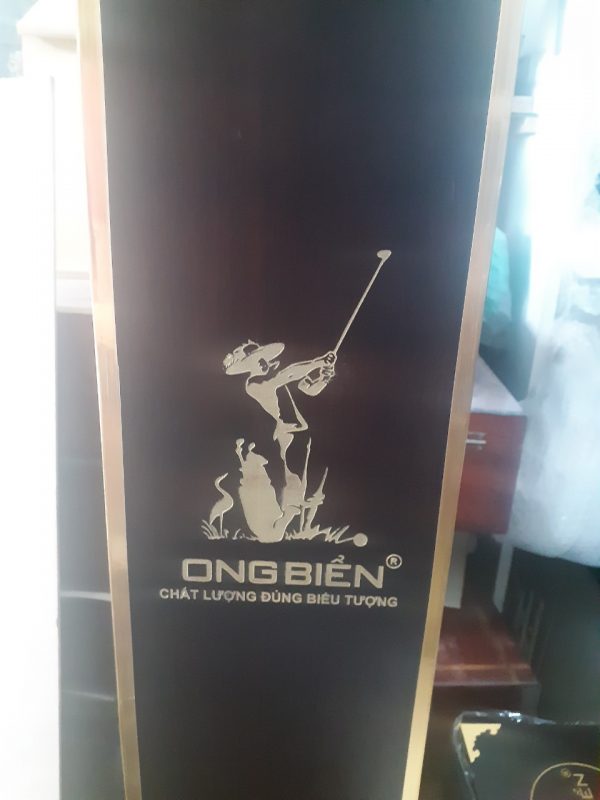 ONG BIỂN®
CHẤT LƯỢNG ĐÚNG BIỂU TƯỢNG